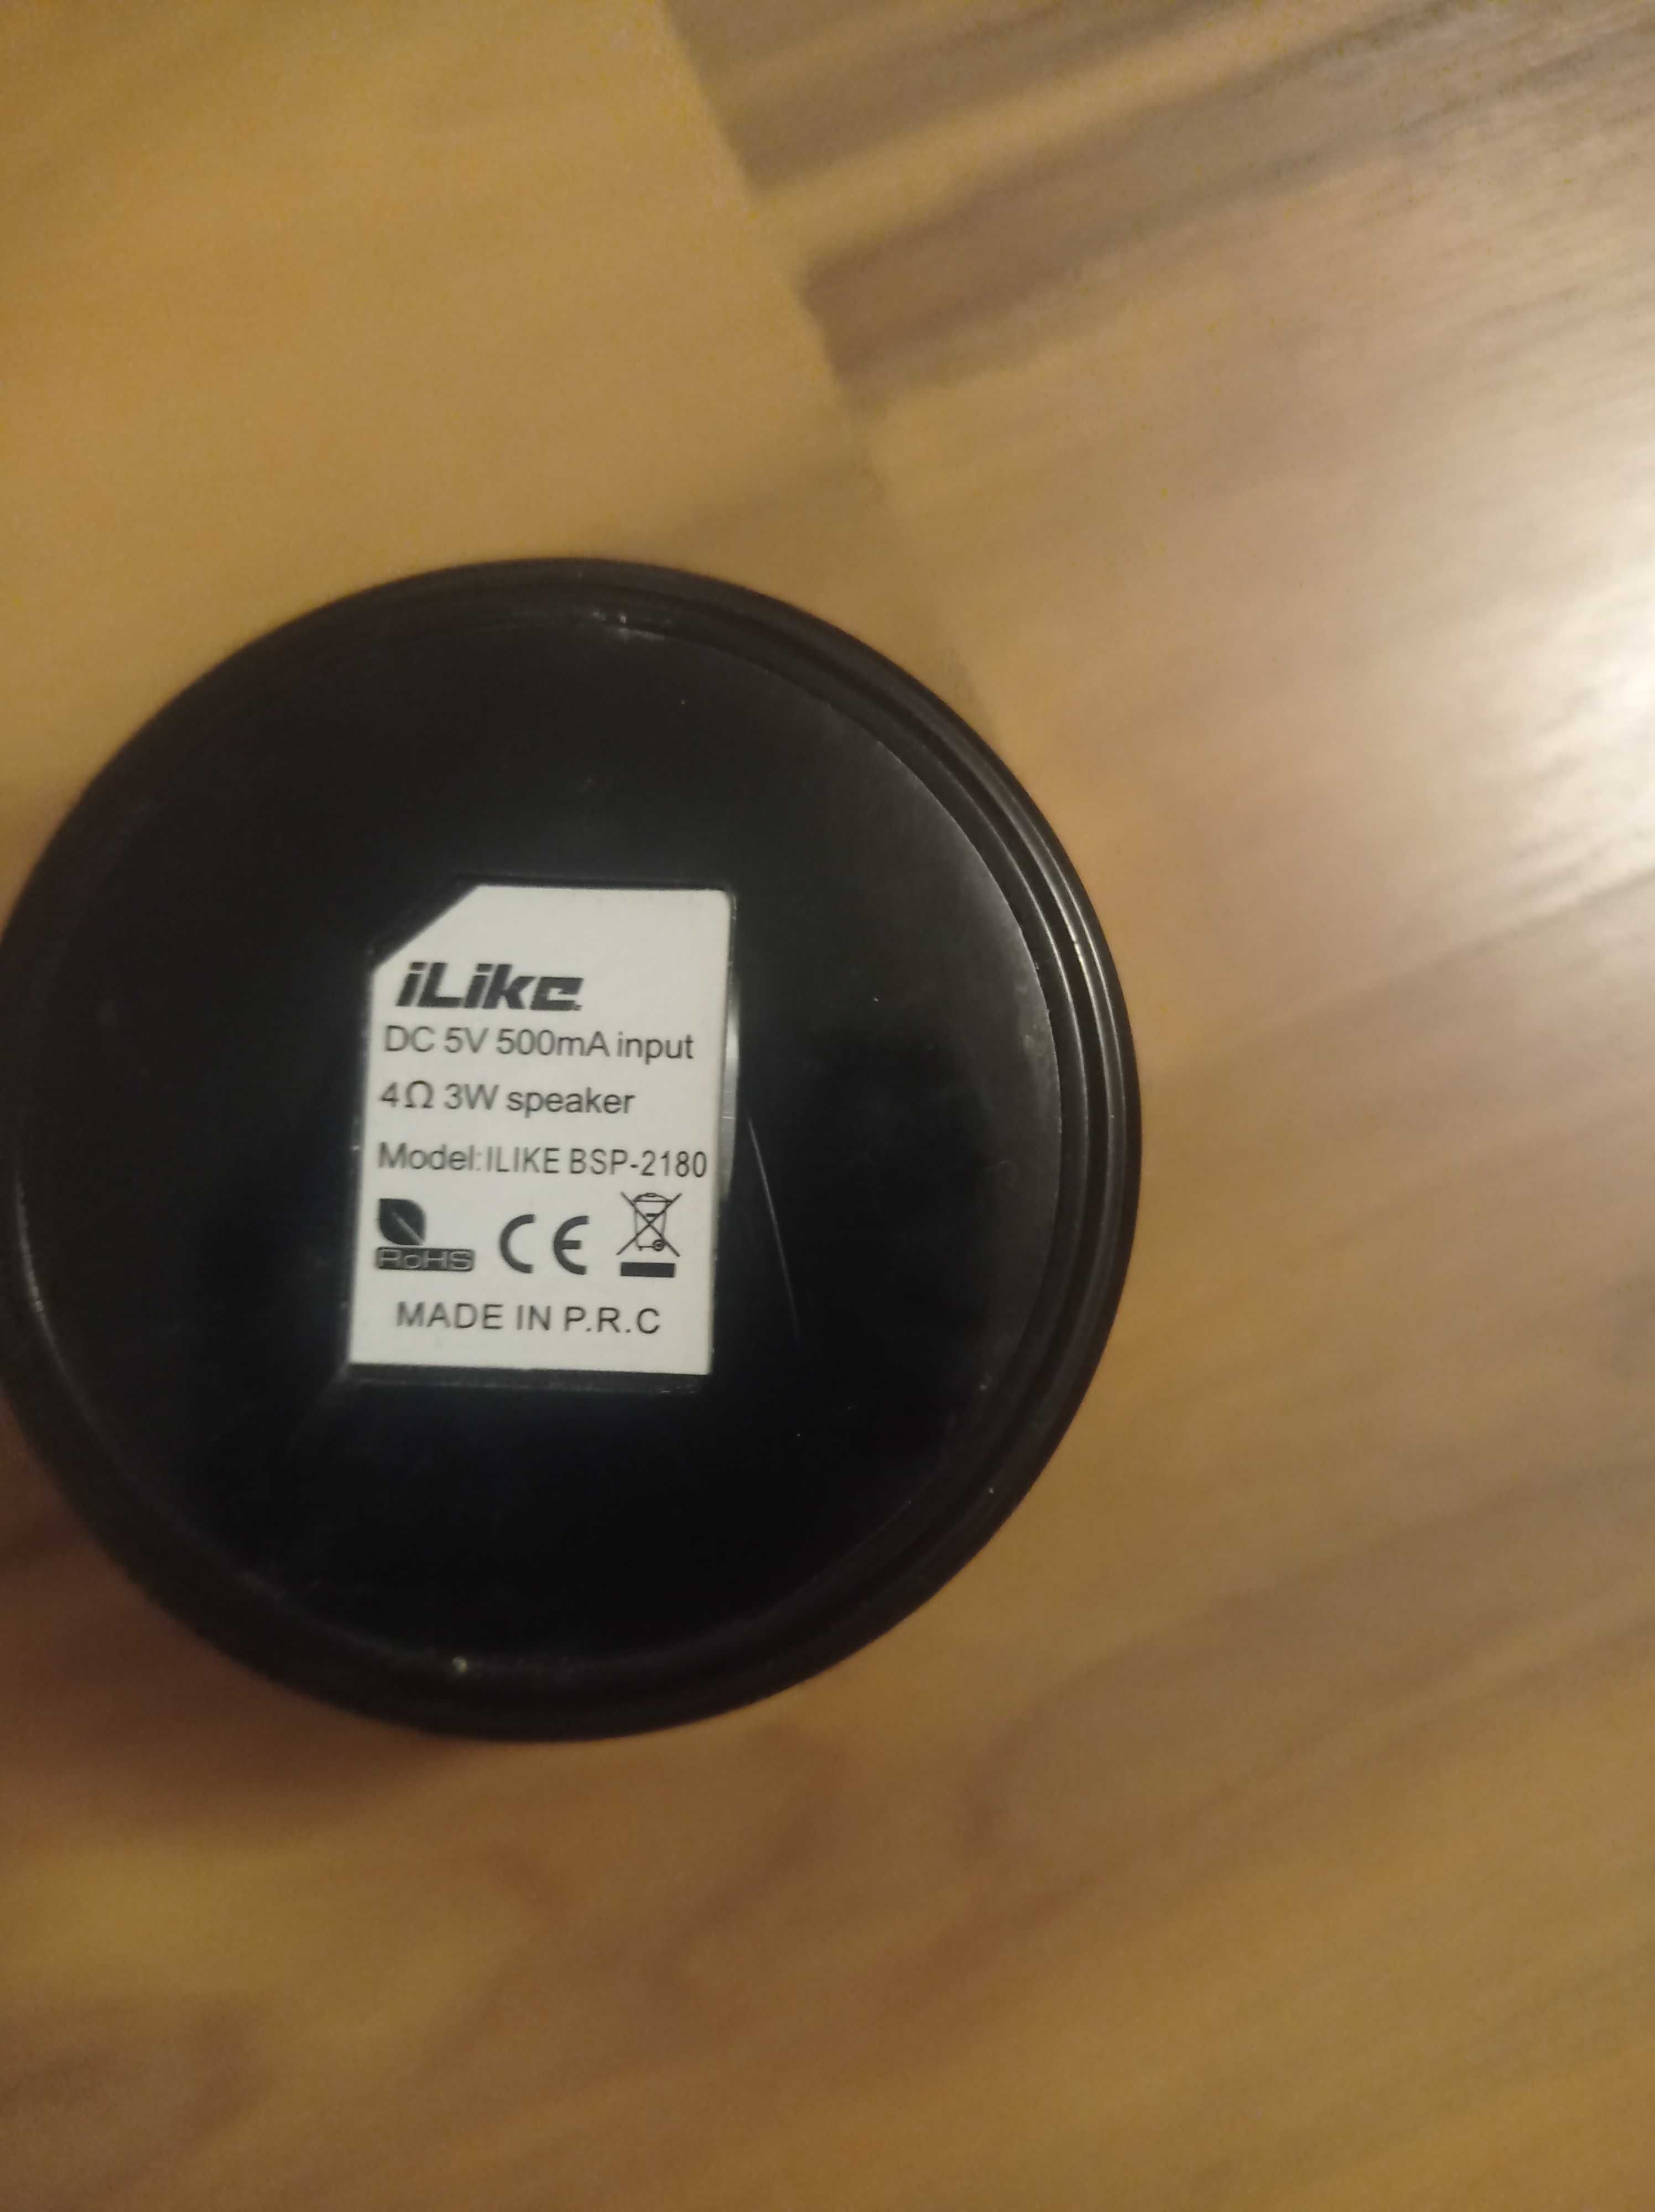 iLike
DC 5V 500mA input
4Ω 3W speaker
Model:ILIKE BSP-2180
RoHS CE
MADE IN P.R.C